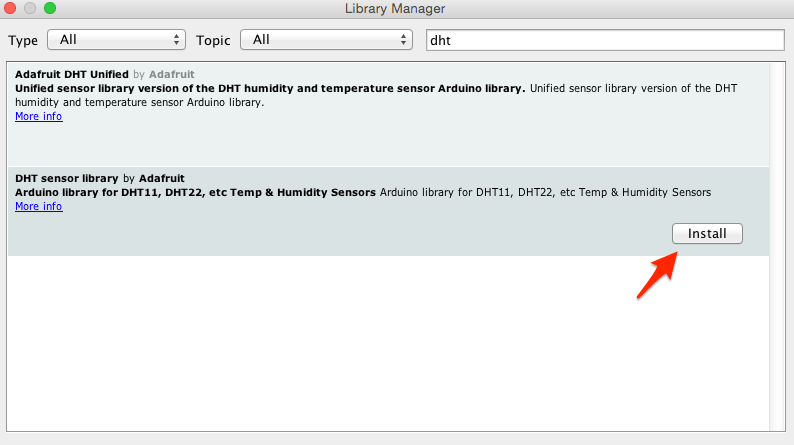 Library Manager
Type All Topic All dht
Adafruit DHT Unified by Adafruit
Unified sensor library version of the DHT humidity and temperature sensor Arduino library. Unified sensor library version of the DHT
humidity and temperature sensor Arduino library.
More info
DHT sensor library by Adafruit
Arduino library for DHT11, DHT22, etc Temp & Humidity Sensors Arduino library for DHT11, DHT22, etc Temp & Humidity Sensors
More info
Install